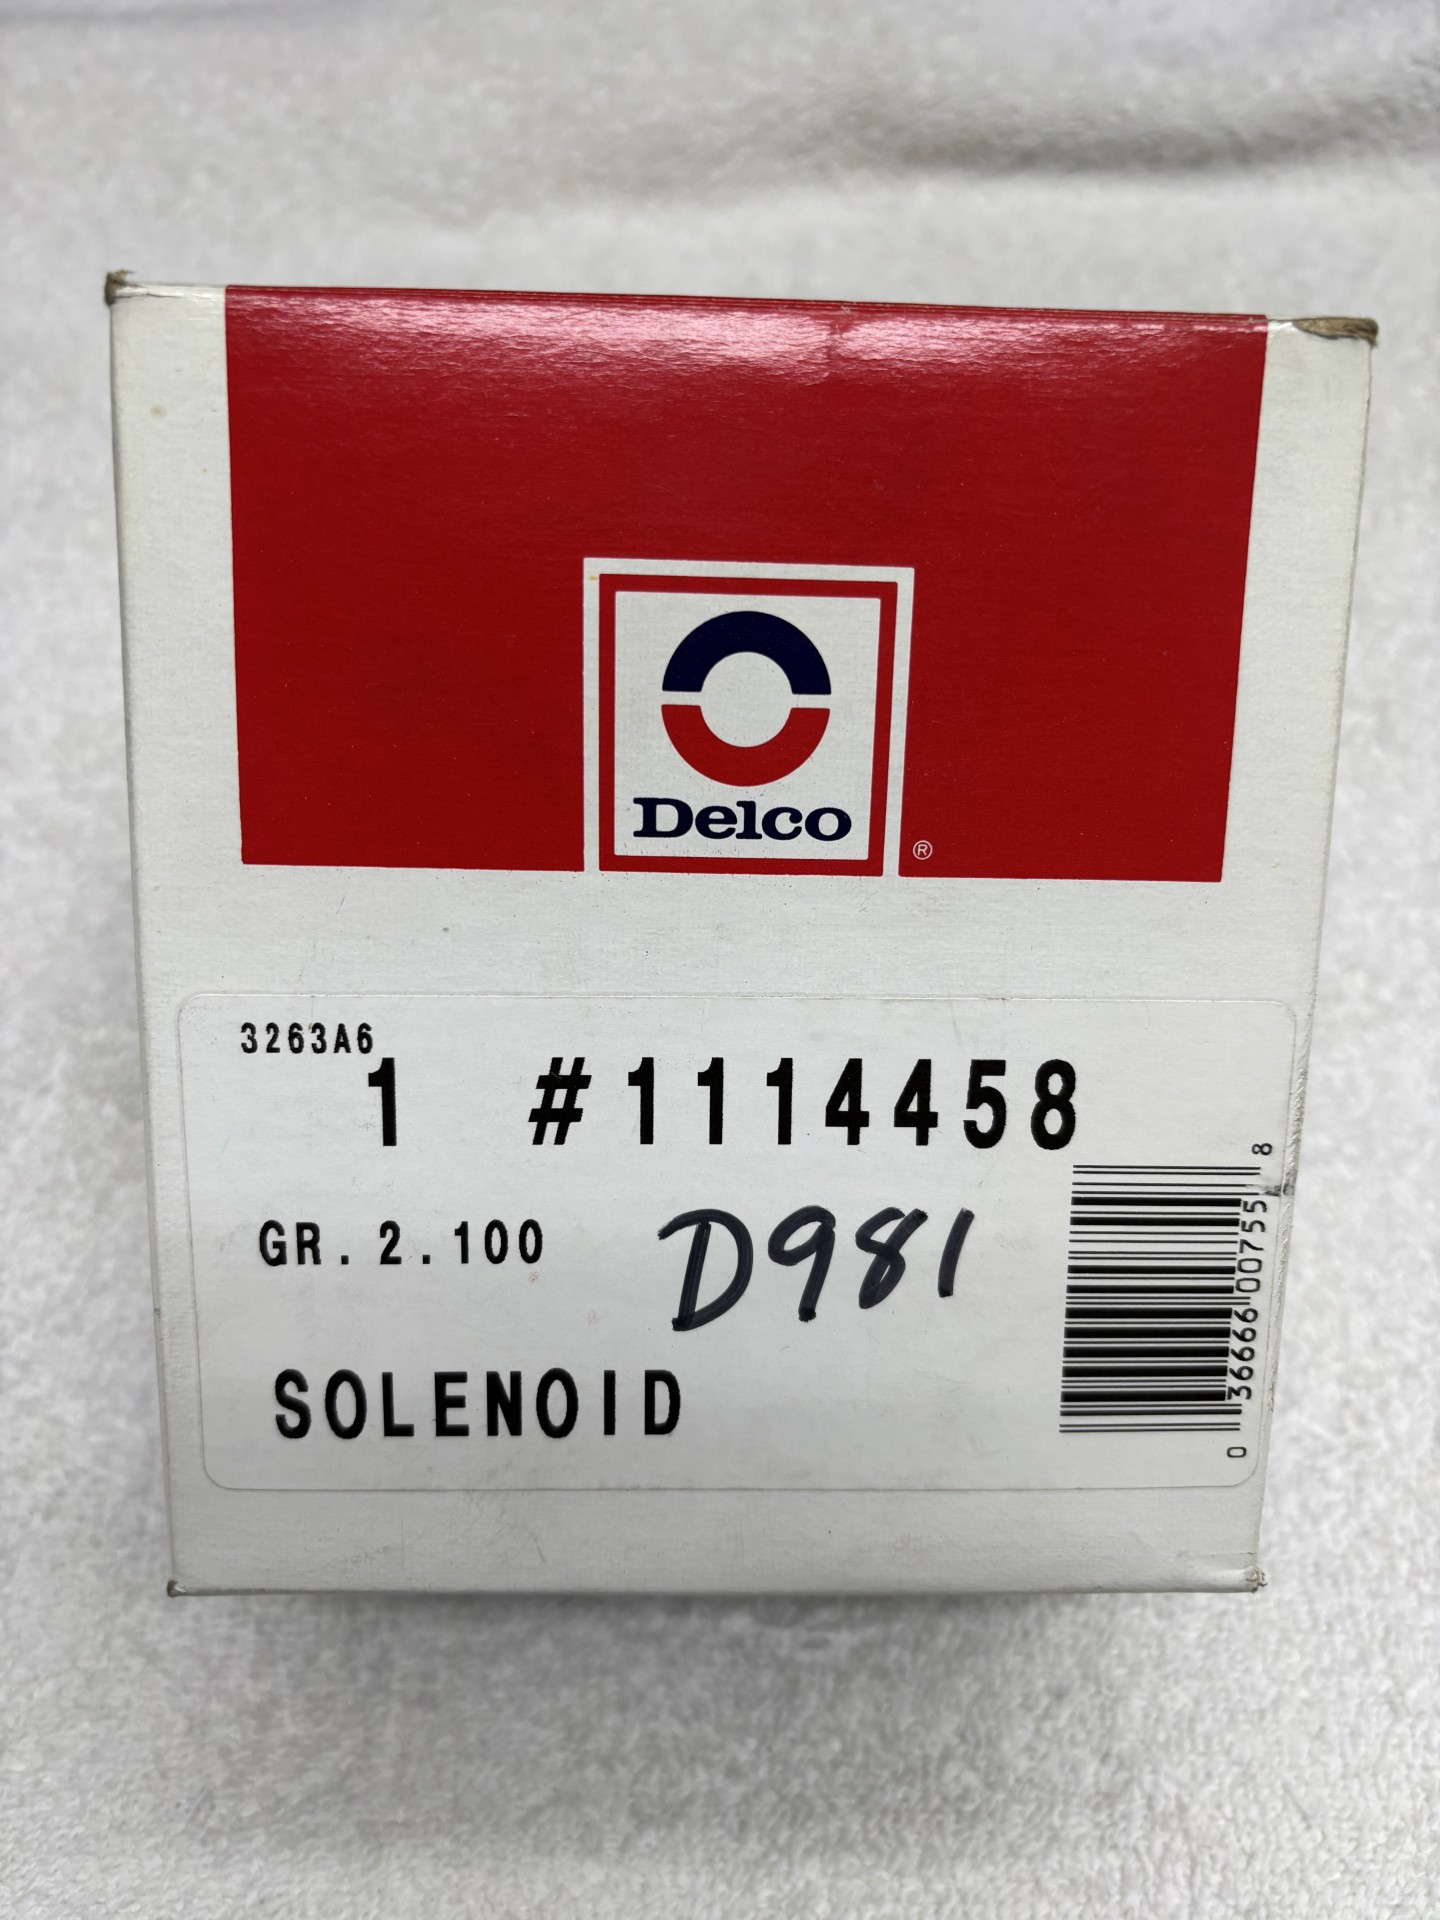 Delco
®
3263A6
1 #1114458
GR. 2.100
D981
SOLENOID
0 36666 00755 8